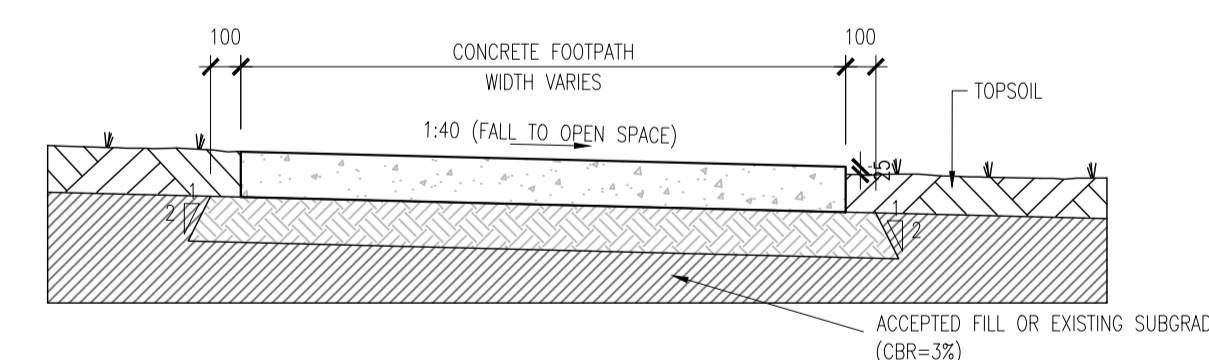 100
CONCRETE FOOTPATH
100
WIDTH VARIES
TOPSOIL
1:40 (FALL TO OPEN SPACE)
25
1
2
1
2
ACCEPTED FILL OR EXISTING SUBGRAD
(CBR=3%)